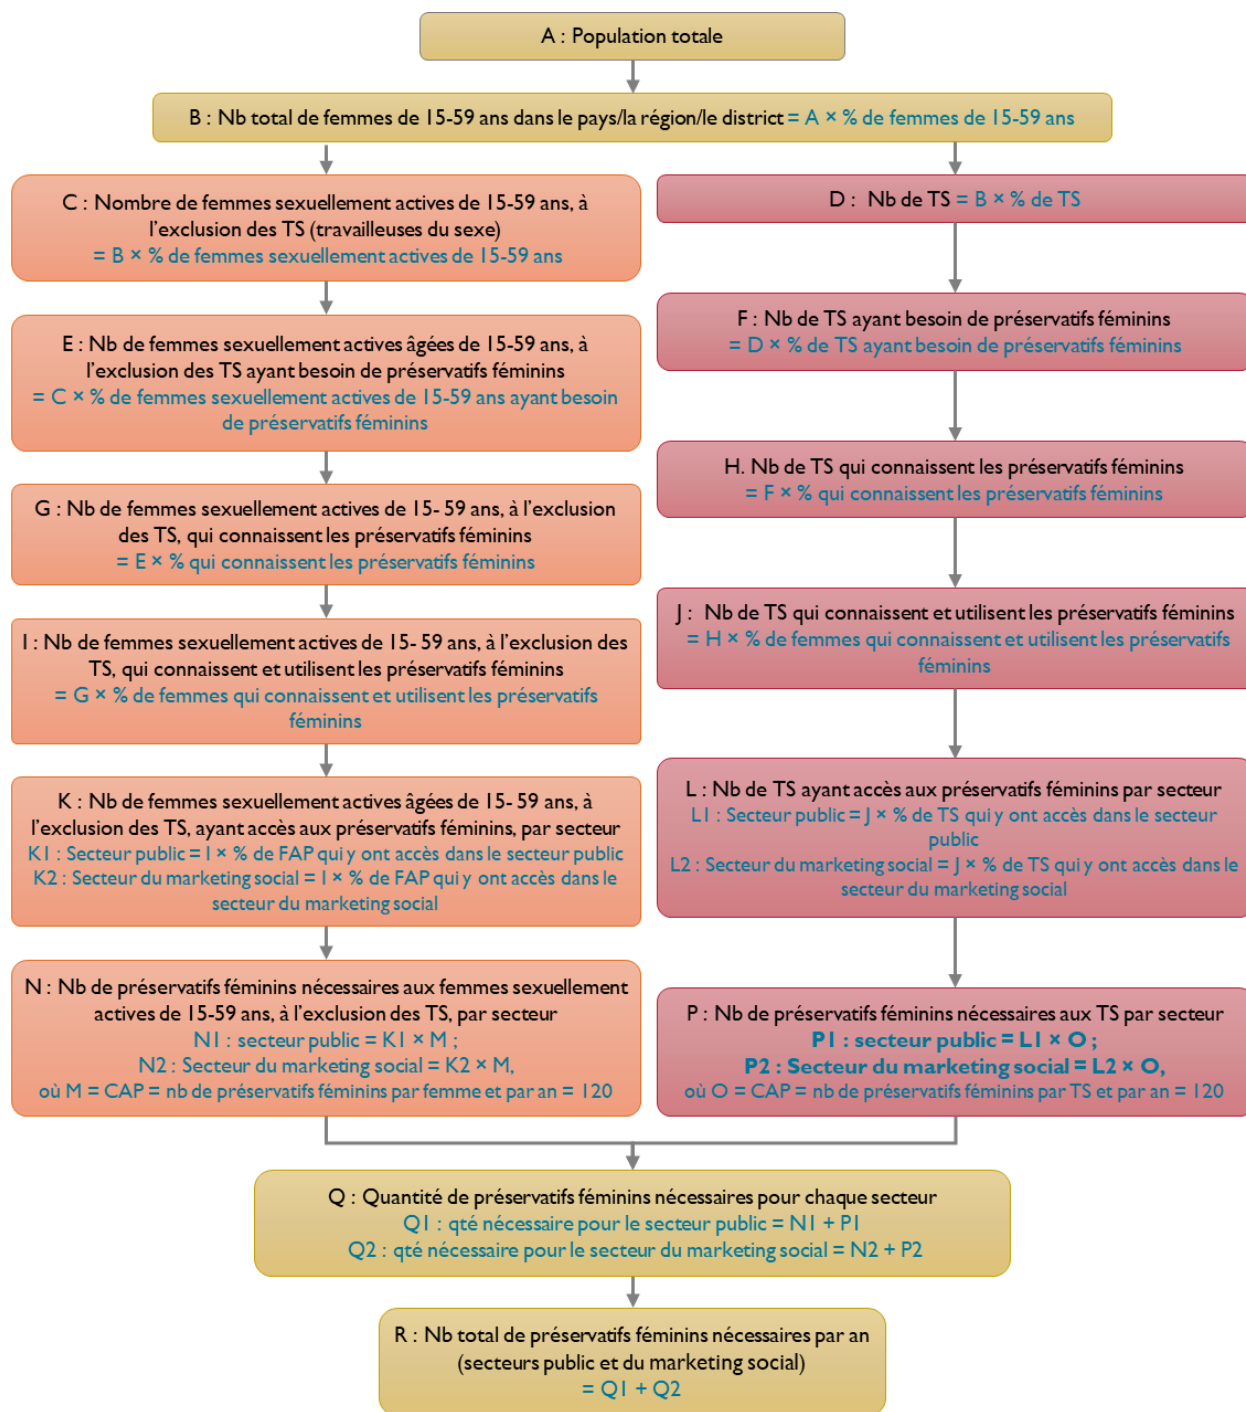 A : Population totale
B : Nb total de femmes de 15-59 ans dans le pays/la région/le district = A × % de femmes de 15-59 ans
C : Nombre de femmes sexuellement actives de 15-59 ans, à
l'exclusion des TS (travailleuses du sexe)
= B × % de femmes sexuellement actives de 15-59 ans
D : Nb de TS = B × % de TS
E : Nb de femmes sexuellement actives âgées de 15-59 ans, à
l'exclusion des TS ayant besoin de préservatifs féminins
= C × % de femmes sexuellement actives de 15-59 ans ayant besoin
de préservatifs féminins
F : Nb de TS ayant besoin de préservatifs féminins
= D × % de TS ayant besoin de préservatifs féminins
G : Nb de femmes sexuellement actives de 15- 59 ans, à l'exclusion
des TS, qui connaissent les préservatifs féminins
= E × % qui connaissent les préservatifs féminins
H. Nb de TS qui connaissent les préservatifs féminins
= F × % qui connaissent les préservatifs féminins
I : Nb de femmes sexuellement actives de 15- 59 ans, à l'exclusion des
TS, qui connaissent et utilisent les préservatifs féminins
= G × % de femmes qui connaissent et utilisent les préservatifs
féminins
J : Nb de TS qui connaissent et utilisent les préservatifs féminins
= H × % de femmes qui connaissent et utilisent les préservatifs
féminins
K : Nb de femmes sexuellement actives âgées de 15- 59 ans, à
l'exclusion des TS, ayant accès aux préservatifs féminins, par secteur
K1 : Secteur public = I × % de FAP qui y ont accès dans le secteur public
K2 : Secteur du marketing social = I × % de FAP qui y ont accès dans le
secteur du marketing social
L : Nb de TS ayant accès aux préservatifs féminins par secteur
L1 : Secteur public = J × % de TS qui y ont accès dans le secteur
public
L2 : Secteur du marketing social = J × % de TS qui y ont accès dans le
secteur du marketing social
N : Nb de préservatifs féminins nécessaires aux femmes sexuellement
actives de 15-59 ans, à l'exclusion des TS, par secteur
N1 : secteur public = K1 × M ;
N2 : Secteur du marketing social = K2 × M,
où M = CAP = nb de préservatifs féminins par femme et par an = 120
P : Nb de préservatifs féminins nécessaires aux TS par secteur
P1 : secteur public = L1 × O ;
P2 : Secteur du marketing social = L2 × O,
où O = CAP = nb de préservatifs féminins par TS et par an = 120
Q : Quantité de préservatifs féminins nécessaires pour chaque secteur
Q1 : qté nécessaire pour le secteur public = N1 + P1
Q2 : qté nécessaire pour le secteur du marketing social = N2 + P2
R : Nb total de préservatifs féminins nécessaires par an
(secteurs public et du marketing social)
= Q1 + Q2